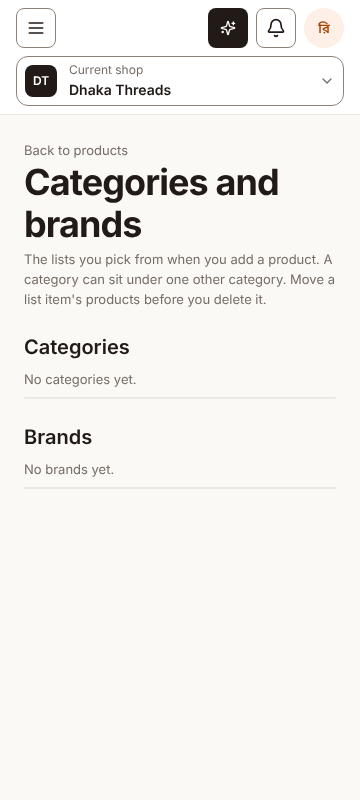 রি
DT
Current shop
Dhaka Threads
Back to products
Categories and
brands
The lists you pick from when you add a product. A
category can sit under one other category. Move a
list item's products before you delete it.
Categories
No categories yet.
Brands
No brands yet.